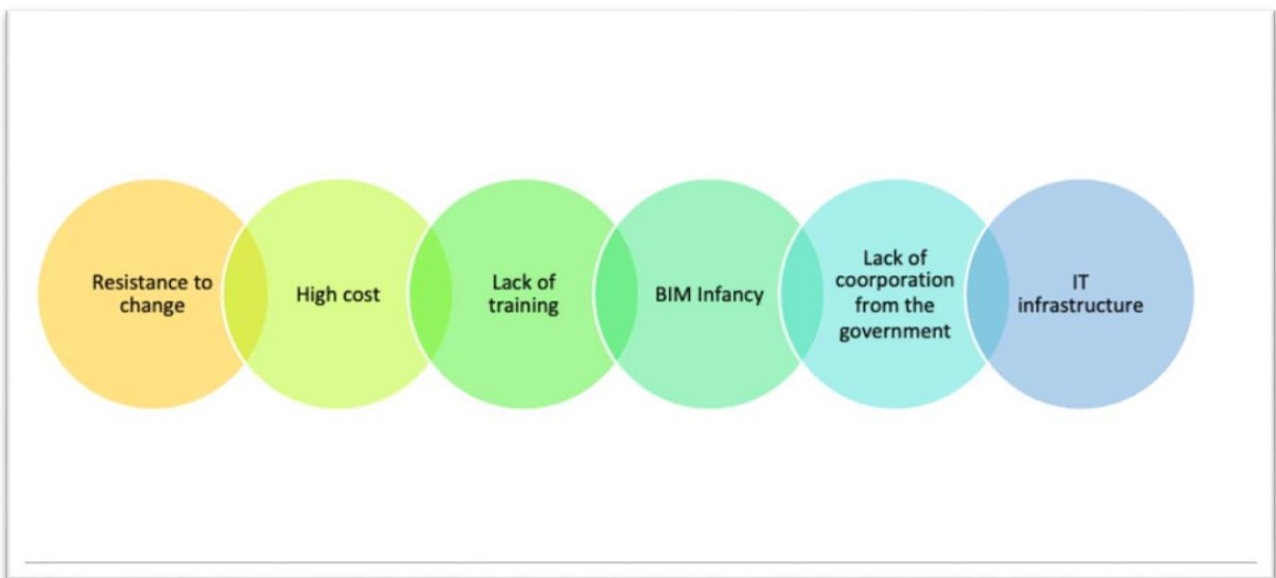 Resistance to
change
High cost
Lack of
training
BIM Infancy
Lack of
coorporation
from the
government
IT
infrastructure